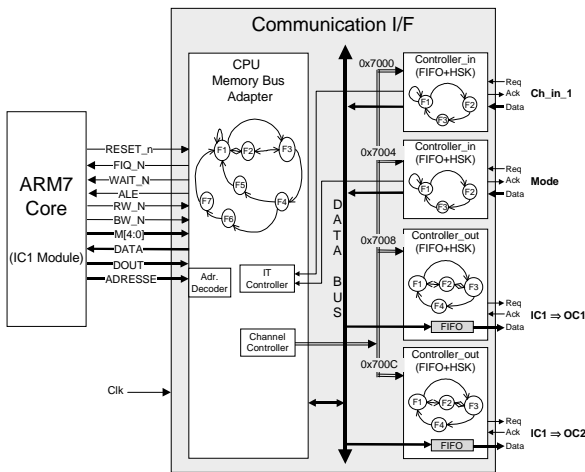 Communication I/F
CPU
Memory Bus
Adapter
F1
F2
F3
F4
F5
F6
F7
ARM7
Core
(IC1 Module)
RESET_n
FIQ_N
WAIT_N
ALE
RW_N
BW_N
M[4:0]
DATA
DOUT
ADRESSE
Clk
Adr.
Decoder
IT
Controller
Channel
Controller
DATA BUS
0x7000
Controller_in
(FIFO+HSK)
F1
F2
F3
Req
Ack
Data
Ch_in_1
0x7004
Controller_in
(FIFO+HSK)
F1
F2
F3
Req
Ack
Data
Mode
0x7008
Controller_out
(FIFO+HSK)
F1
F2
F3
F4
FIFO
Req
Ack
Data
IC1 ⇒ OC1
0x700C
Controller_out
(FIFO+HSK)
F1
F2
F3
F4
FIFO
Req
Ack
Data
IC1 ⇒ OC2